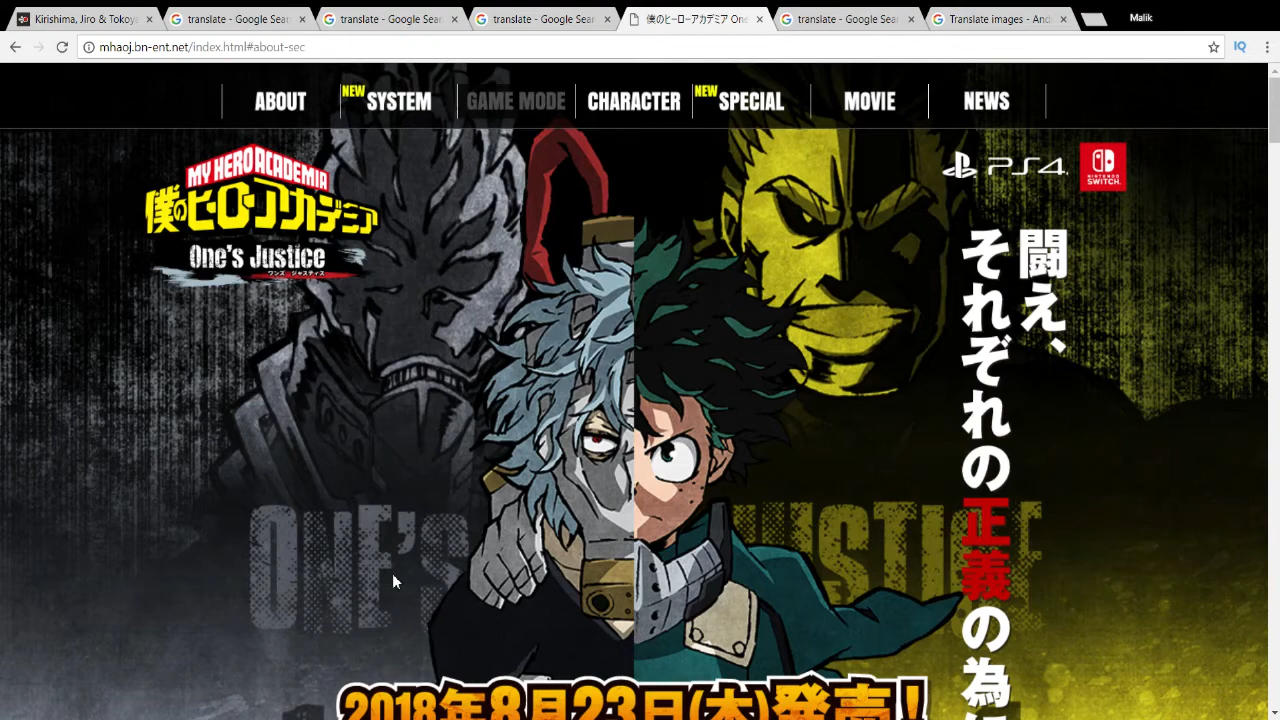 Kirishima, Jiro & Tokoya
translate - Google Sear
translate - Google Sear
translate - Google Sear
僕のヒーローアカデミア One
translate - Google Sear
Translate images - And
Malik
mhaoj.bn-ent.net/index.html#about-sec
IQ
ABOUT
NEW SYSTEM
GAME MODE
CHARACTER
NEW SPECIAL
MOVIE
NEWS
MY HERO ACADEMIA
僕のヒーローアカデミア
One's Justice
ワンズ ジャスティス
PS4
NINTENDO
SWITCH
闘え、
それぞれの正義の為に
ONE'S JUSTICE
2018年8月23日(木)発売！